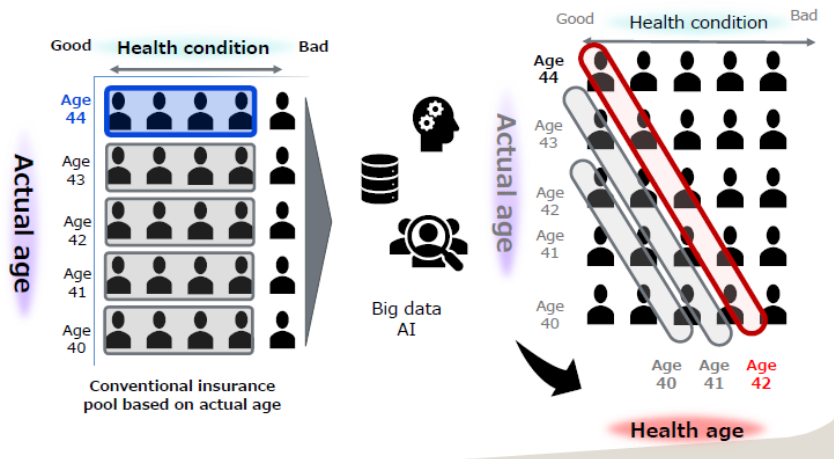 Good Health condition Bad
Age
44
Age
43
Age
42
Age
41
Age
40
Actual age
Conventional insurance
pool based on actual age
Big data
AI
Good Bad
Health condition
Age
44
Age
43
Age
42
Age
41
Age
40
Actual age
Age Age Age
40 41 42
Health age